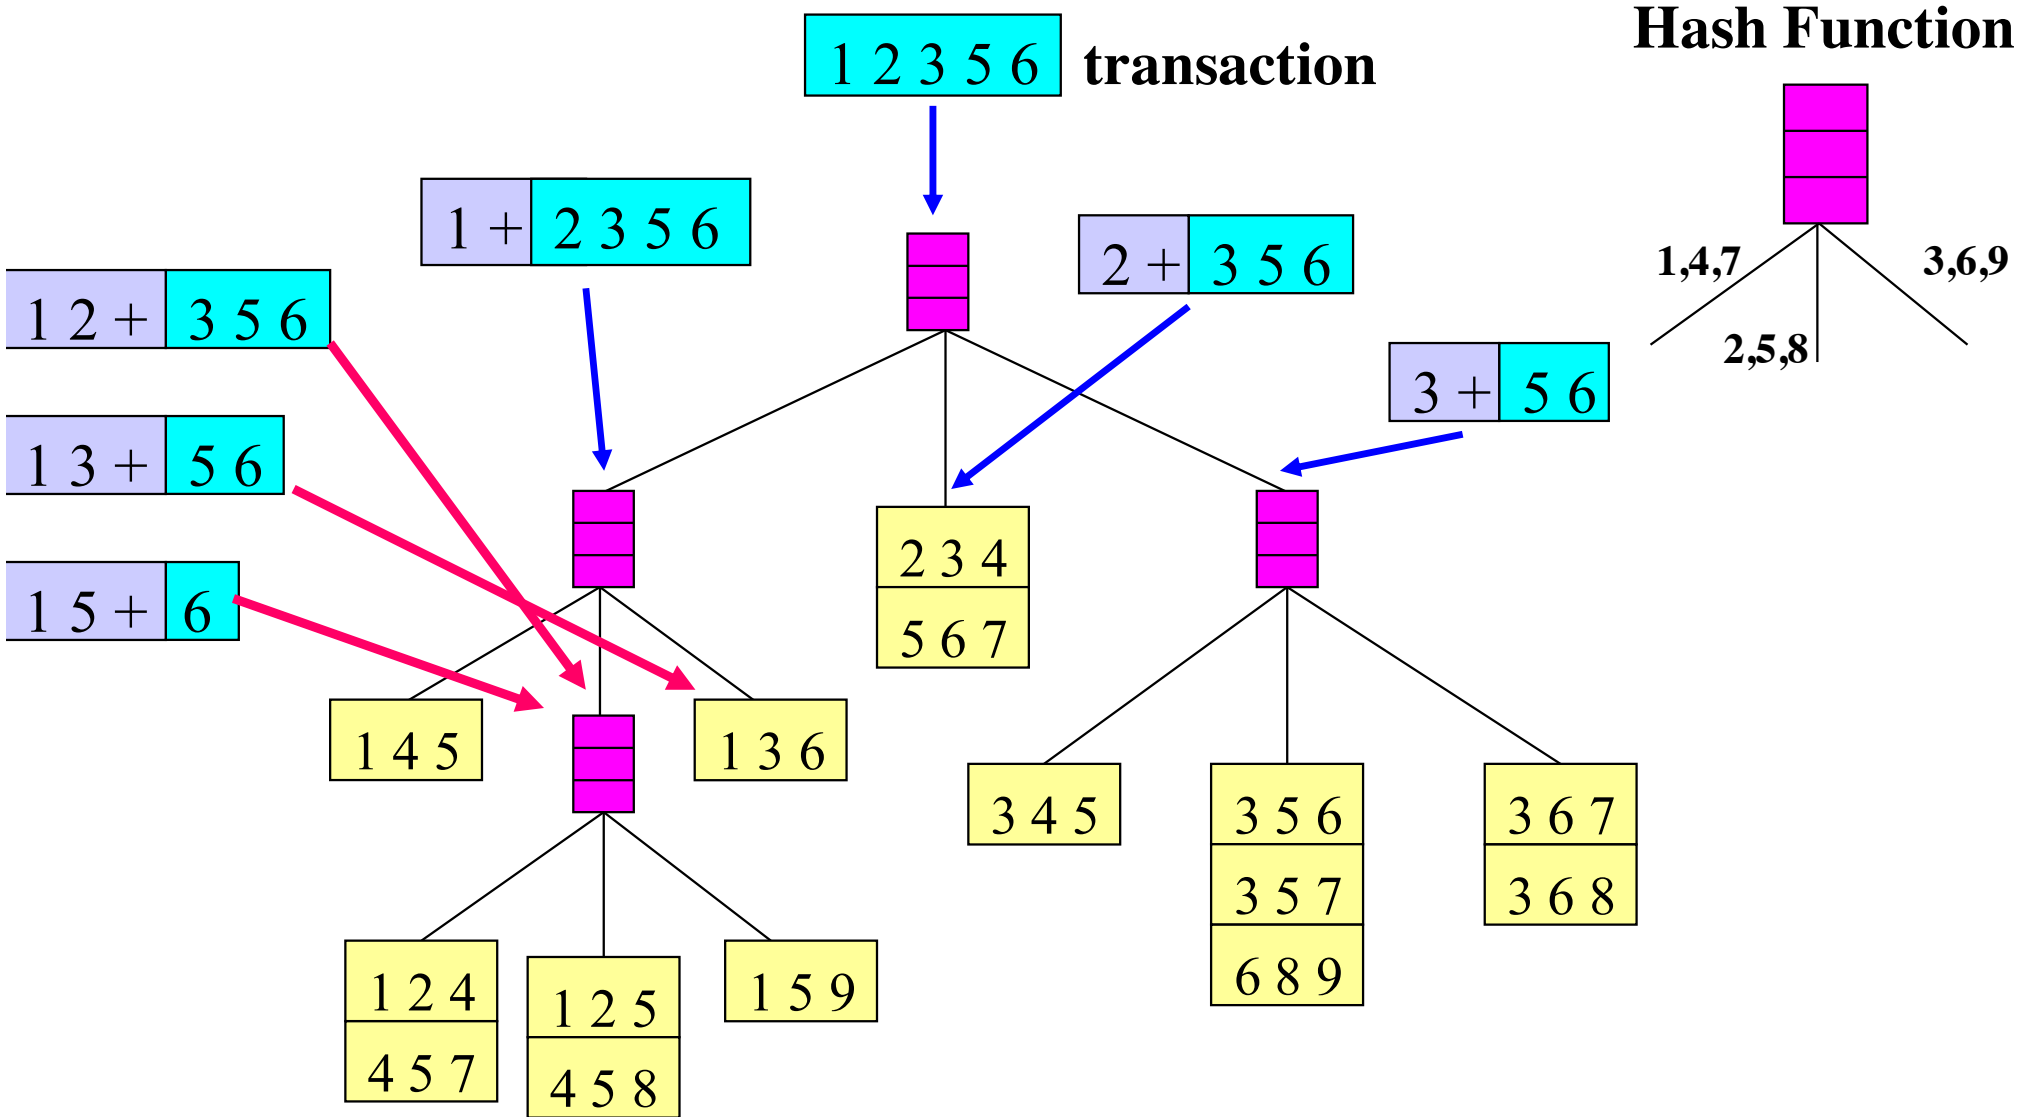 Hash Function
1 2 3 5 6 transaction
1 + 2 3 5 6
2 + 3 5 6
1,4,7
3,6,9
2,5,8
1 2 + 3 5 6
3 + 5 6
1 3 + 5 6
1 5 + 6
2 3 4
5 6 7
1 4 5
1 3 6
3 4 5
3 5 6
3 6 7
3 5 7
3 6 8
6 8 9
1 2 4
1 2 5
1 5 9
4 5 7
4 5 8